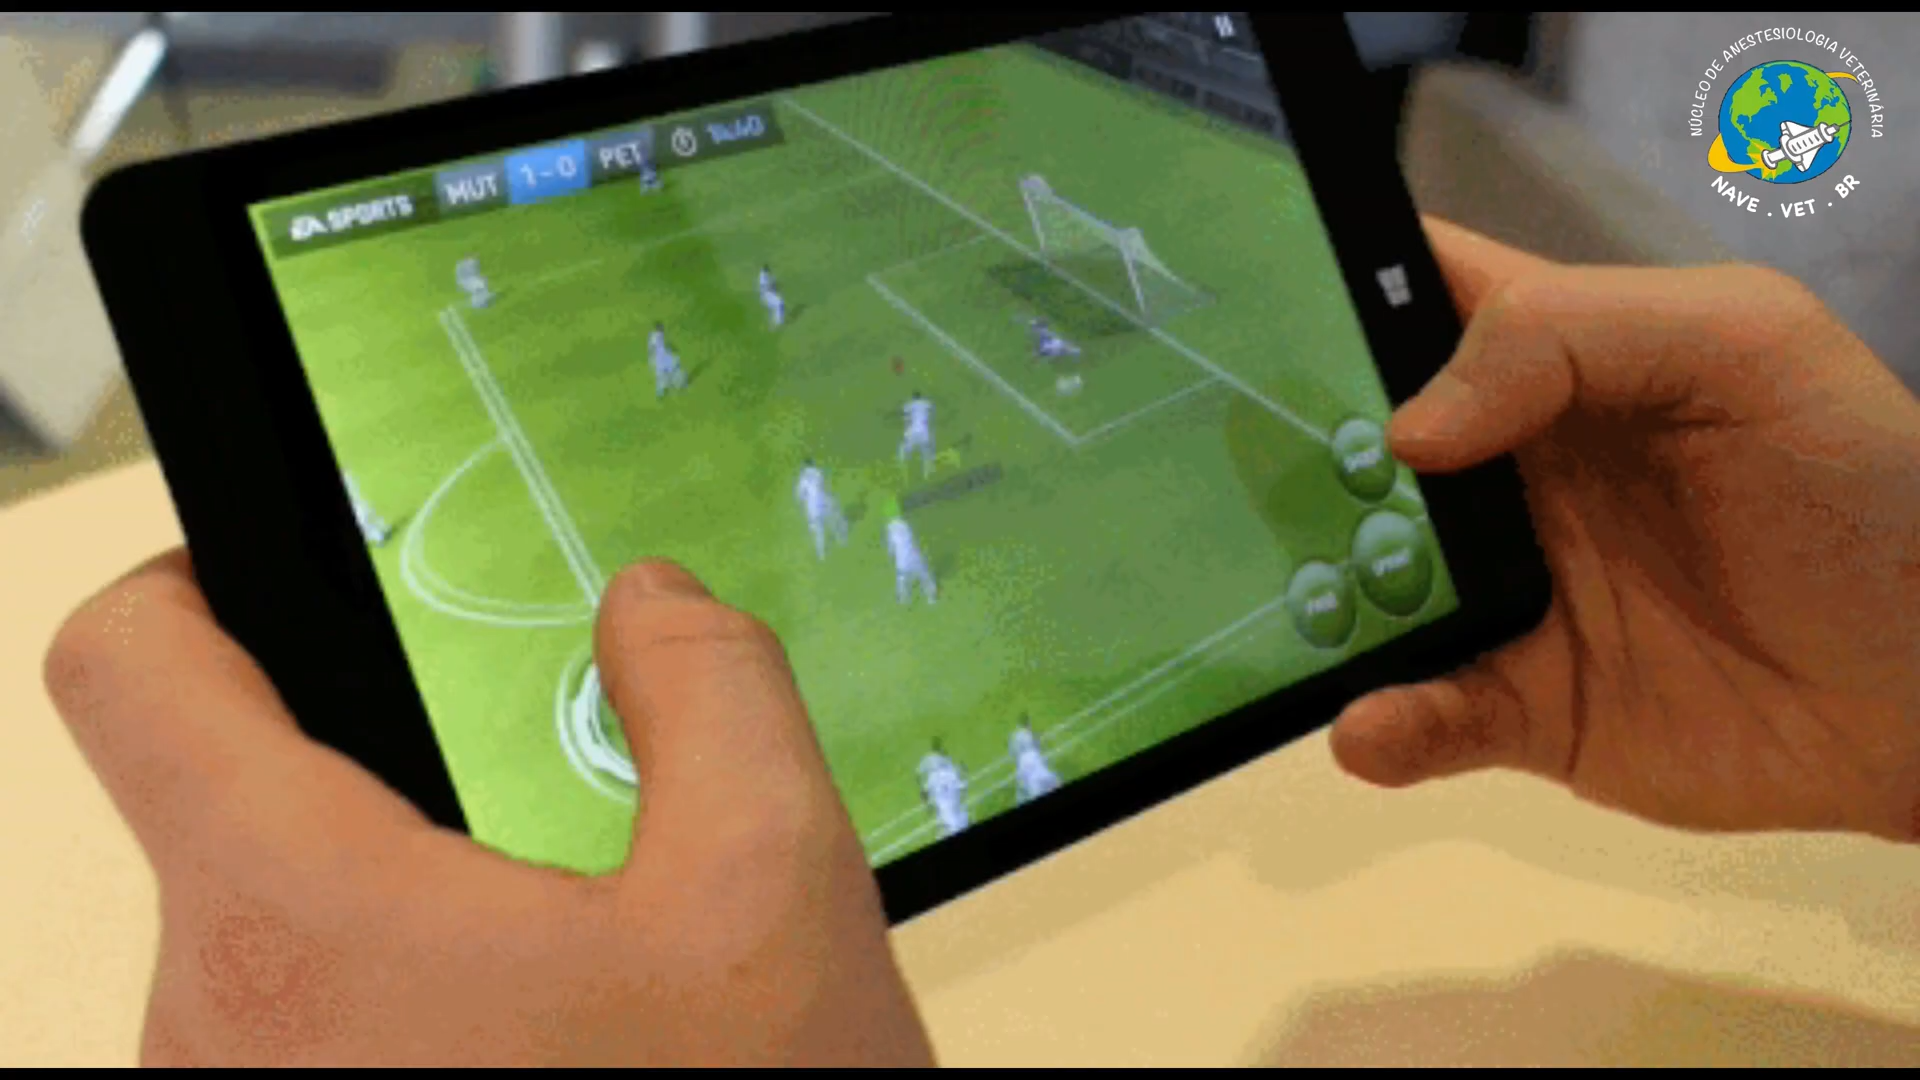 EA SPORTS MUT 1-0 PET
NÚCLEO DE ANESTESIOLOGIA VETERINÁRIA
NAVE . VET . BR